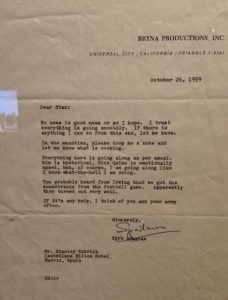 BRYNA PRODUCTIONS, INC
UNIVERSAL CITY, CALIFORNIA / TRIANGLE 7-
October 26, 1959
Dear Stan:
No news is good news or so I hope. I trust
everything is going smoothly. If there is
anything I can do from this end, let me know.
In the meantime, please drop me a note and
let me know what is cooking.
Everything here is going along as per usual.
is hysterical, Dick Quine is emotionally
upset, but, of course, I am going along like
I know what-the-hell I am doing.
You probably heard from Irving that we got the
soundtracks from the football game. Apparently
they turned out very well.
If it's any help, I think of you and your army
often.
Sincerely,
Spartacus
Kirk Douglas
Mr. Stanley Kubrick
Castellana Hilton Hotel
Madrid, Spain